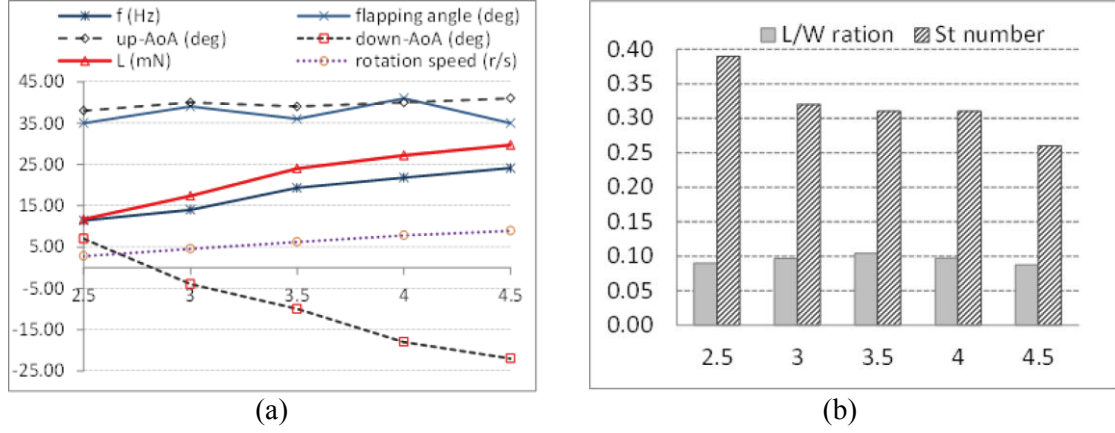 f (Hz) flapping angle (deg)
up-AoA (deg) down-AoA (deg)
L (mN) rotation speed (r/s)
45.00
35.00
25.00
15.00
5.00
-5.00
-15.00
-25.00
2.5 3 3.5 4 4.5
(a)
L/W ration St number
0.40
0.35
0.30
0.25
0.20
0.15
0.10
0.05
0.00
2.5 3 3.5 4 4.5
(b)